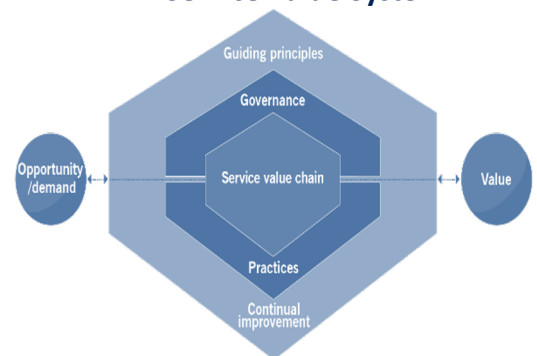 Guiding principles
Governance
Opportunity
/demand
Service value chain
Value
Practices
Continual
improvement